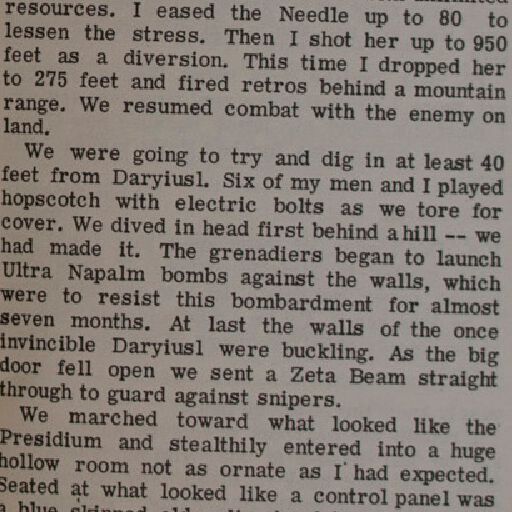 resources. I eased the Needle up to 80 to
lessen the stress. Then I shot her up to 950
feet as a diversion. This time I dropped her
to 275 feet and fired retros behind a mountain
range. We resumed combat with the enemy on
land.
We were going to try and dig in at least 40
feet from Daryiusl. Six of my men and I played
hopscotch with electric bolts as we tore for
cover. We dived in head first behind a hill -- we
had made it. The grenadiers began to launch
Ultra Napalm bombs against the walls, which
were to resist this bombardment for almost
seven months. At last the walls of the once
invincible Daryiusl were buckling. As the big
door fell open we sent a Zeta Beam straight
through to guard against snipers.
We marched toward what looked like the
Presidium and stealthily entered into a huge
hollow room not as ornate as I had expected.
Seated at what looked like a control panel was
a blue skinned